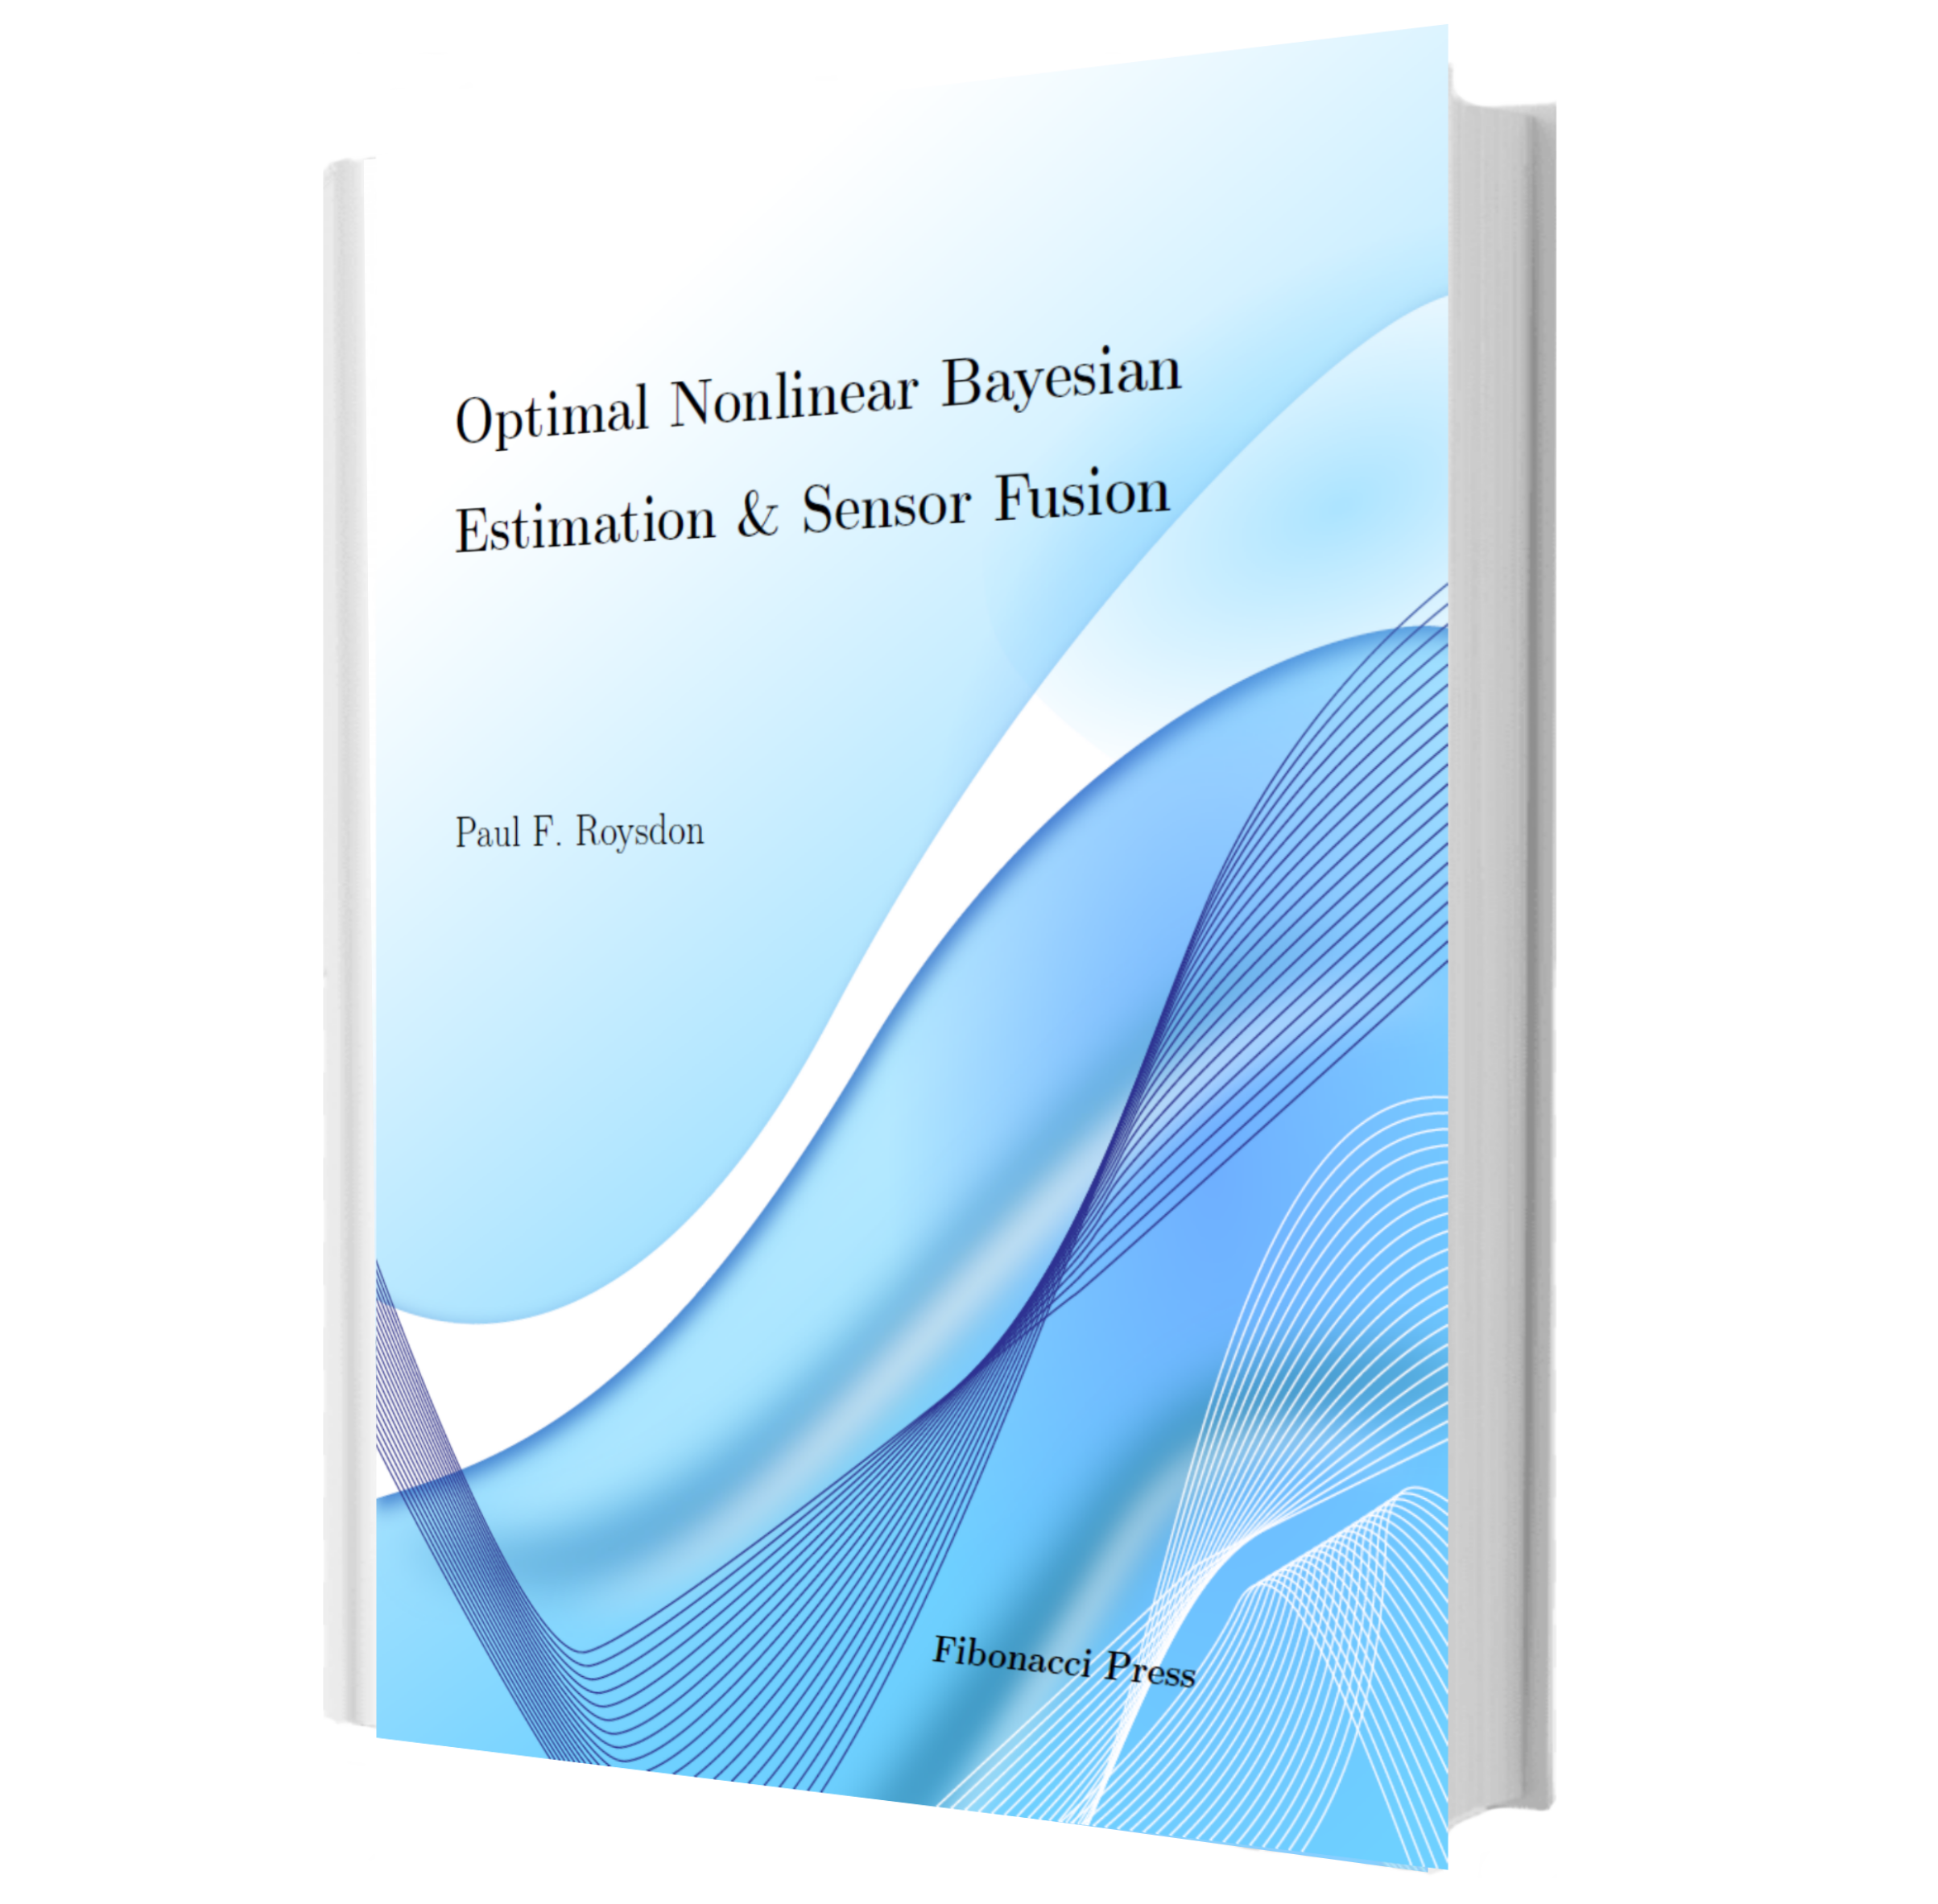 Optimal Nonlinear Bayesian
Estimation & Sensor Fusion
Paul F. Roysdon
Fibonacci Press